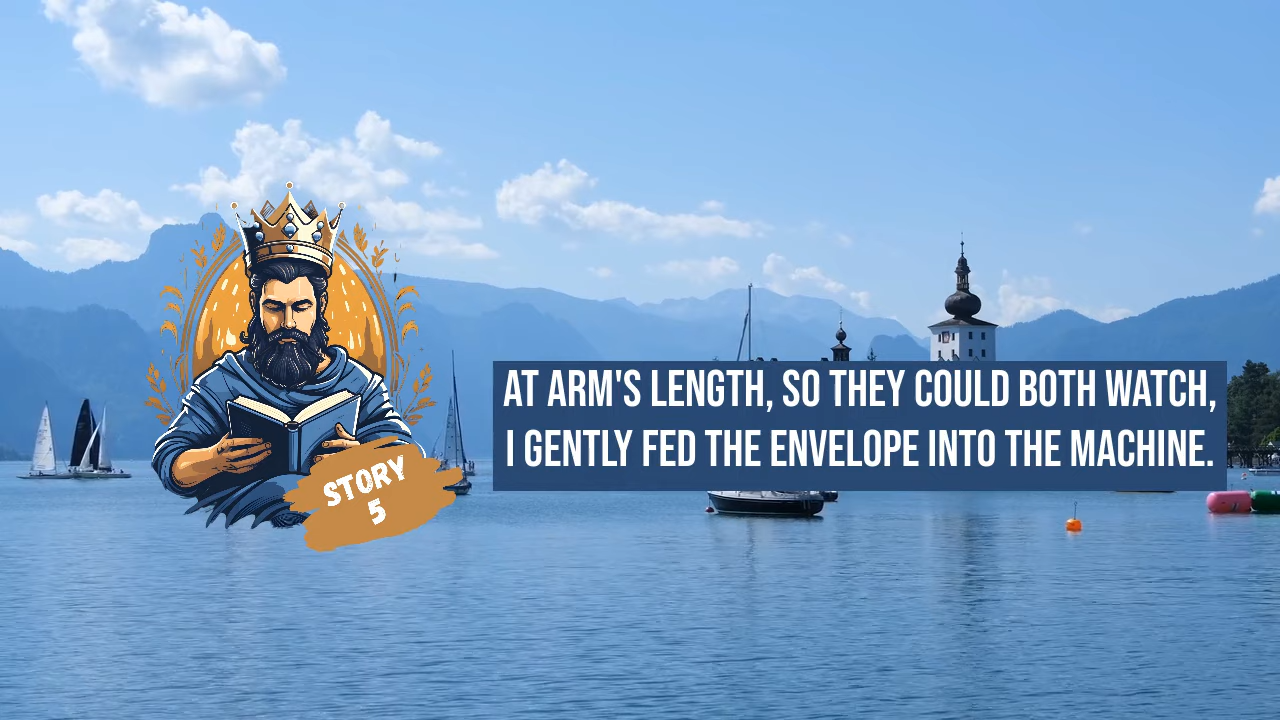 STORY
5
AT ARM'S LENGTH, SO THEY COULD BOTH WATCH,
I GENTLY FED THE ENVELOPE INTO THE MACHINE.